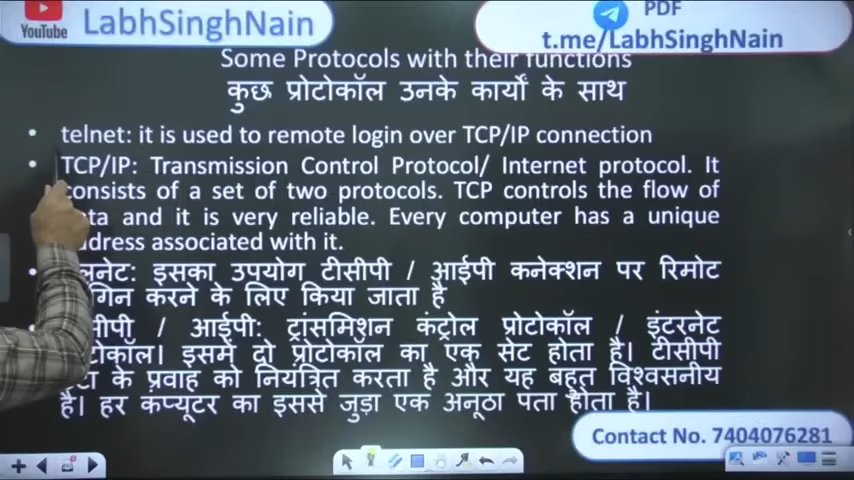 YouTube
LabhSinghNain
PDF
t.me/LabhSinghNain
Some Protocols with their functions
कुछ प्रोटोकॉल उनके कार्यों के साथ
• telnet: it is used to remote login over TCP/IP connection
• TCP/IP: Transmission Control Protocol/ Internet protocol. It
consists of a set of two protocols. TCP controls the flow of
and it is very reliable. Every computer has a unique
address associated with it.
• इसका उपयोग टीसीपी / आईपी कनेक्शन पर रिमोट
करने के लिए किया जाता है
/ आईपी: ट्रांसमिशन कंट्रोल प्रोटोकॉल / इंटरनेट
इसमें दो प्रोटोकॉल का एक सेट होता है। टीसीपी
के प्रवाह को नियंत्रित करता है और यह बहुत विश्वसनीय
है। हर कंप्यूटर का इससे जुड़ा एक अनूठा पता होता है।
Contact No. 7404076281